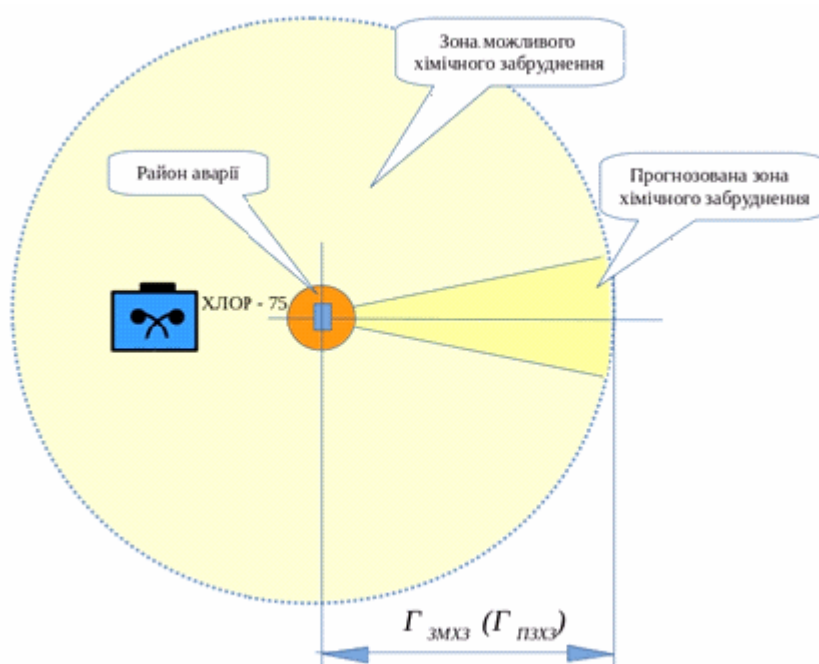 Зона можливого
хімічного забруднення
Район аварії
Прогнозована зона
хімічного забруднення
ХЛОР - 75
Г ЗМХЗ (Г ПЗХЗ)